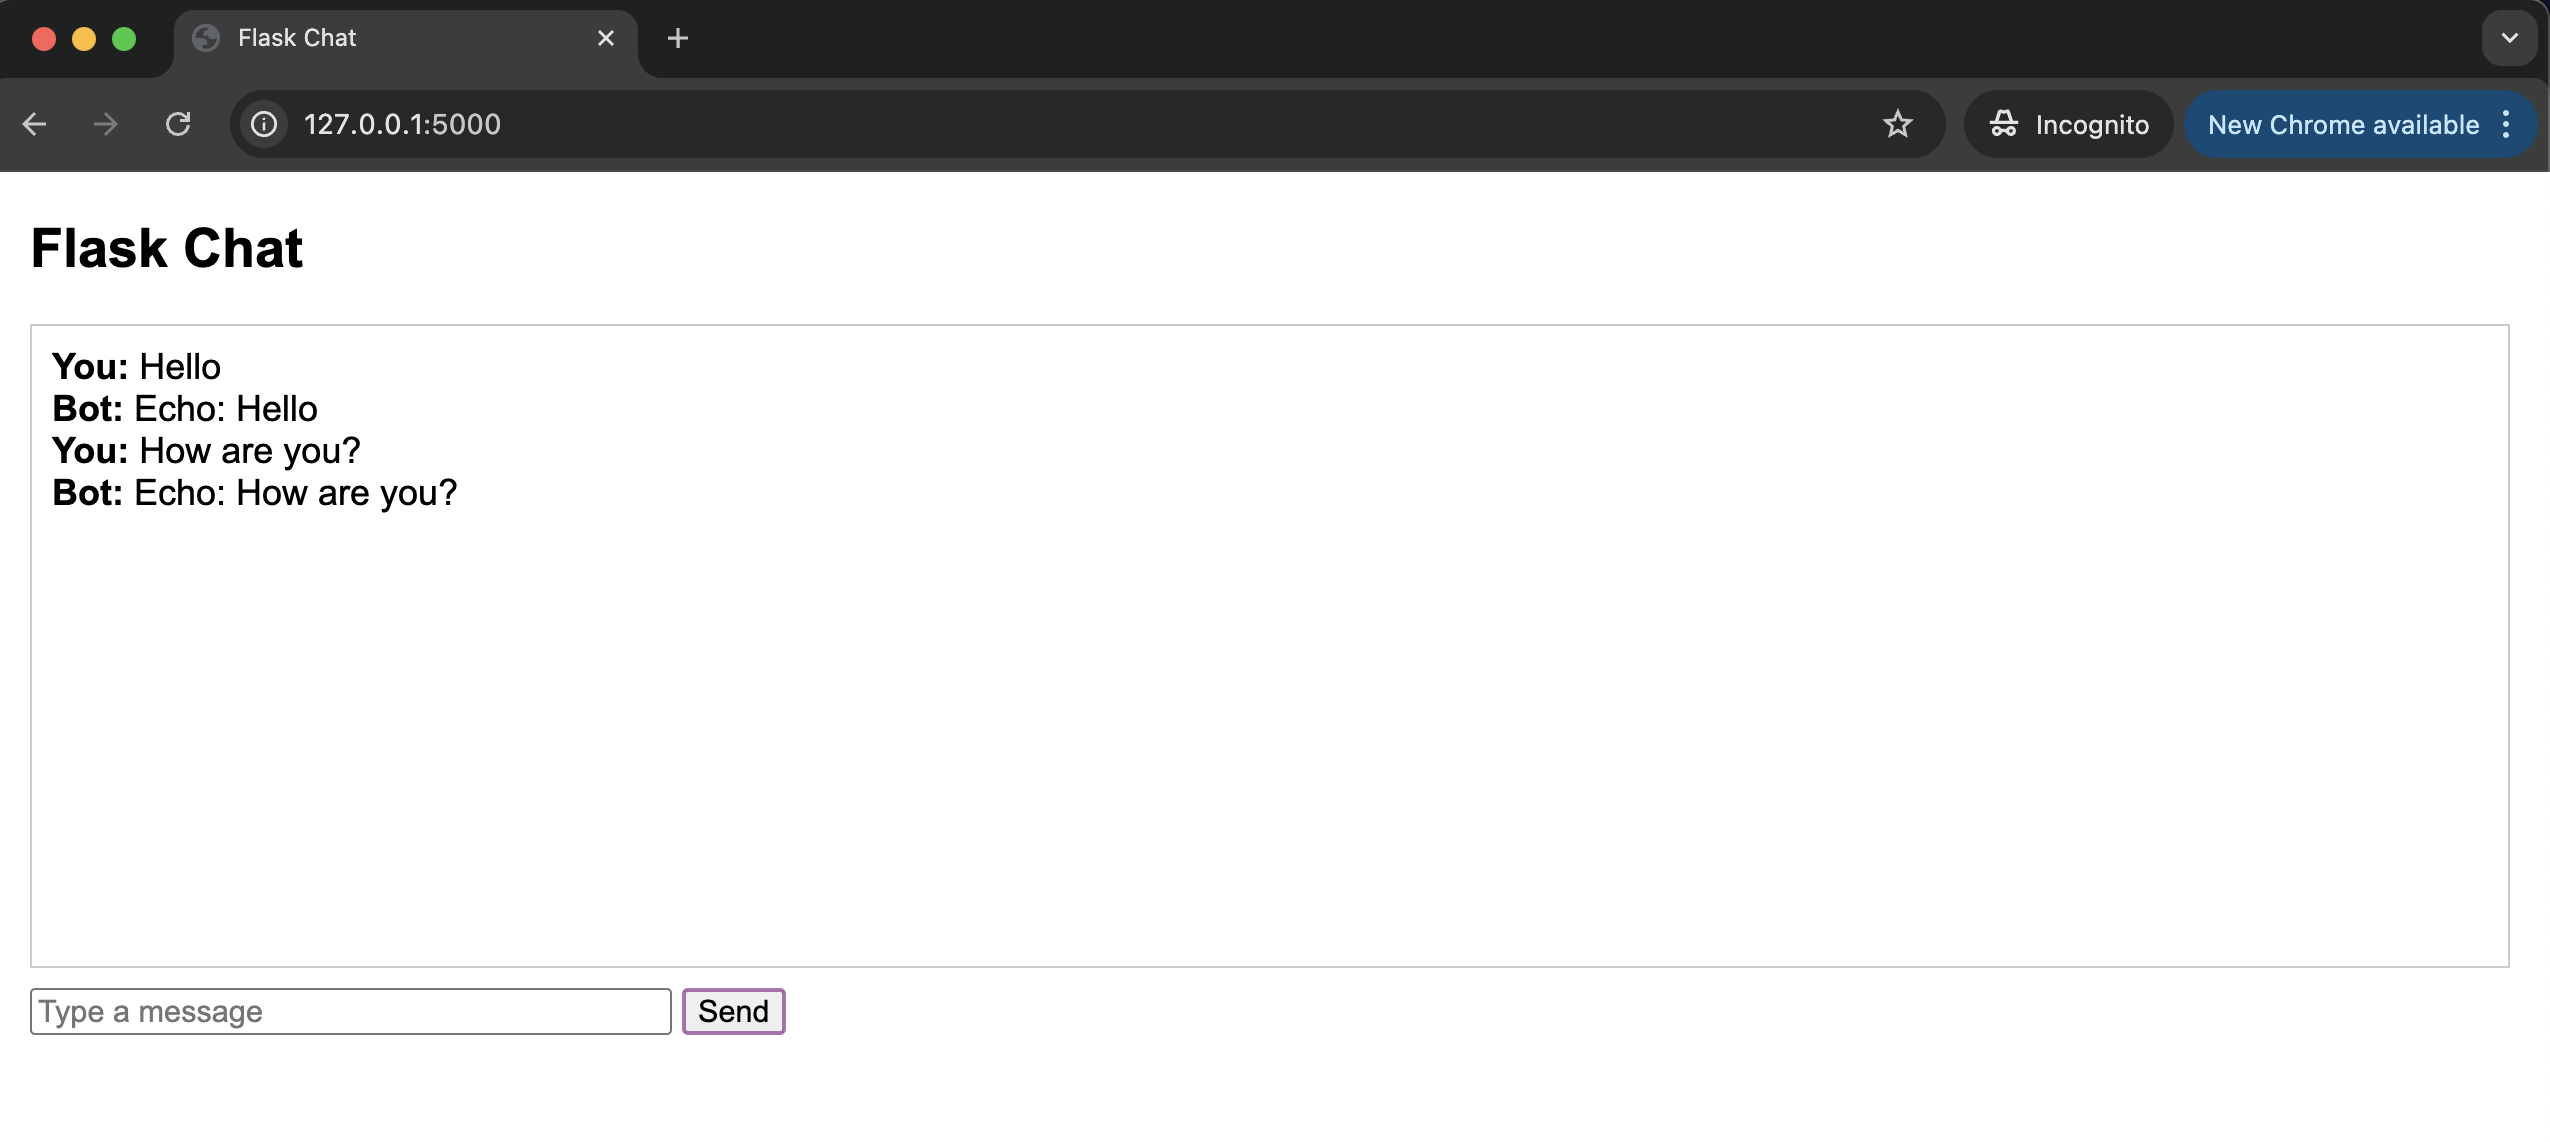 Flask Chat
127.0.0.1:5000
Incognito
New Chrome available
Flask Chat
You: Hello
Bot: Echo: Hello
You: How are you?
Bot: Echo: How are you?
Type a message
Send